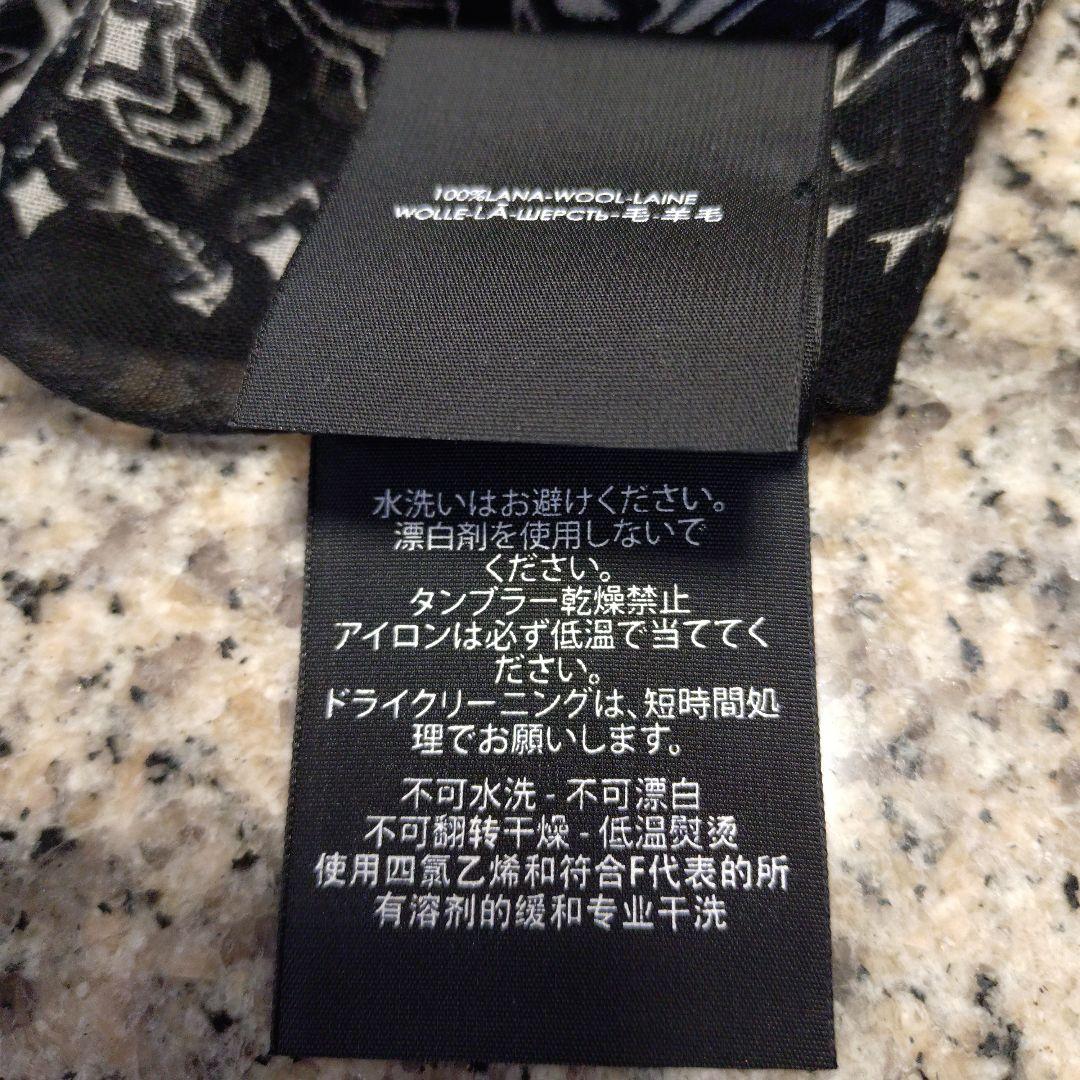 100%LANA-WOOL-LAINE
WOLLE-LÃ-ШЕРСТЬ-毛.羊毛
水洗いはお避けください。
漂白剤を使用しないで
ください。
タンブラー乾燥禁止
アイロンは必ず低温で当ててく
ださい。
ドライクリーニングは、短時間処
理でお願いします。
不可水洗 - 不可漂白
不可翻转干燥 - 低温熨烫
使用四氯乙烯和符合F代表的所
有溶剂的缓和专业干洗